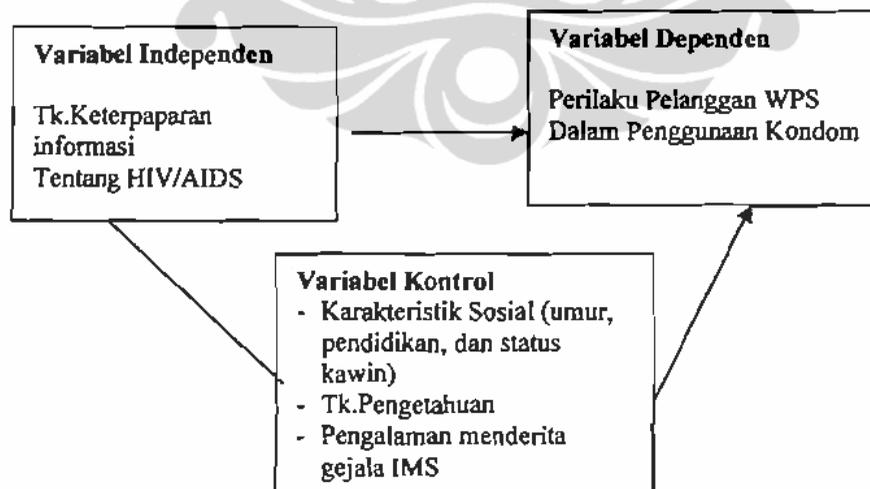 Variabel Independen
Tk.Keterpaparan
informasi
Tentang HIV/AIDS
Variabel Dependen
Perilaku Pelanggan WPS
Dalam Penggunaan Kondom
Variabel Kontrol
- Karakteristik Sosial (umur,
pendidikan, dan status
kawin)
- Tk.Pengetahuan
- Pengalaman menderita
gejala IMS